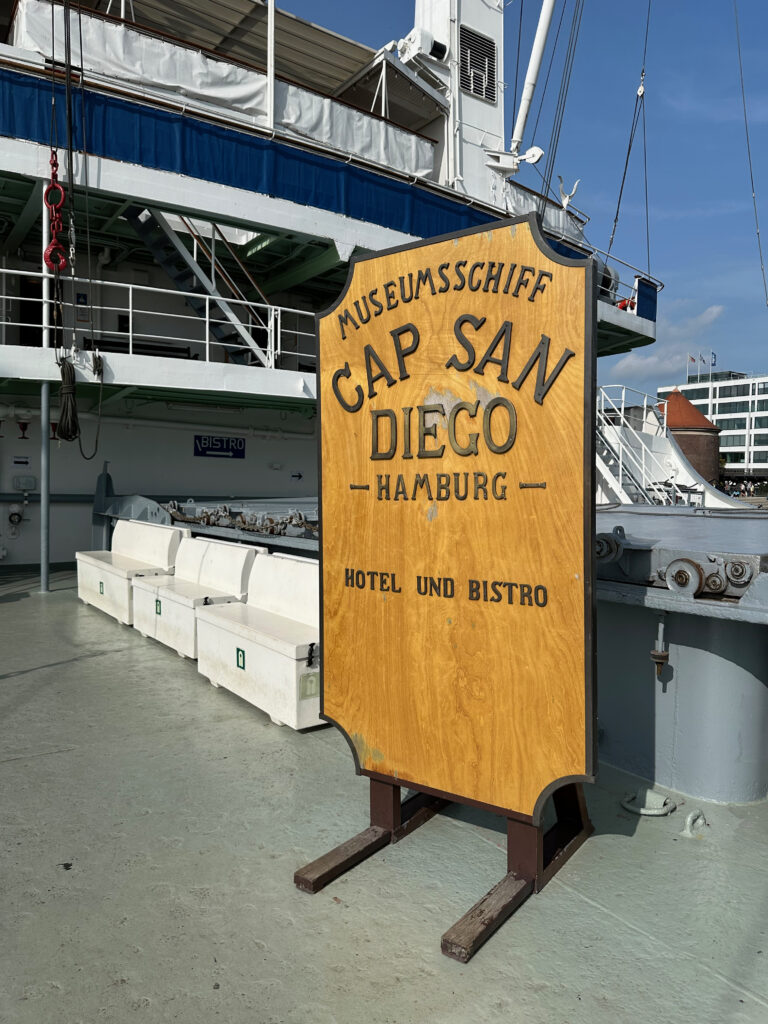 MUSEUMSSCHIFF
CAP SAN
DIEGO
- HAMBURG -
HOTEL UND BISTRO
BISTRO